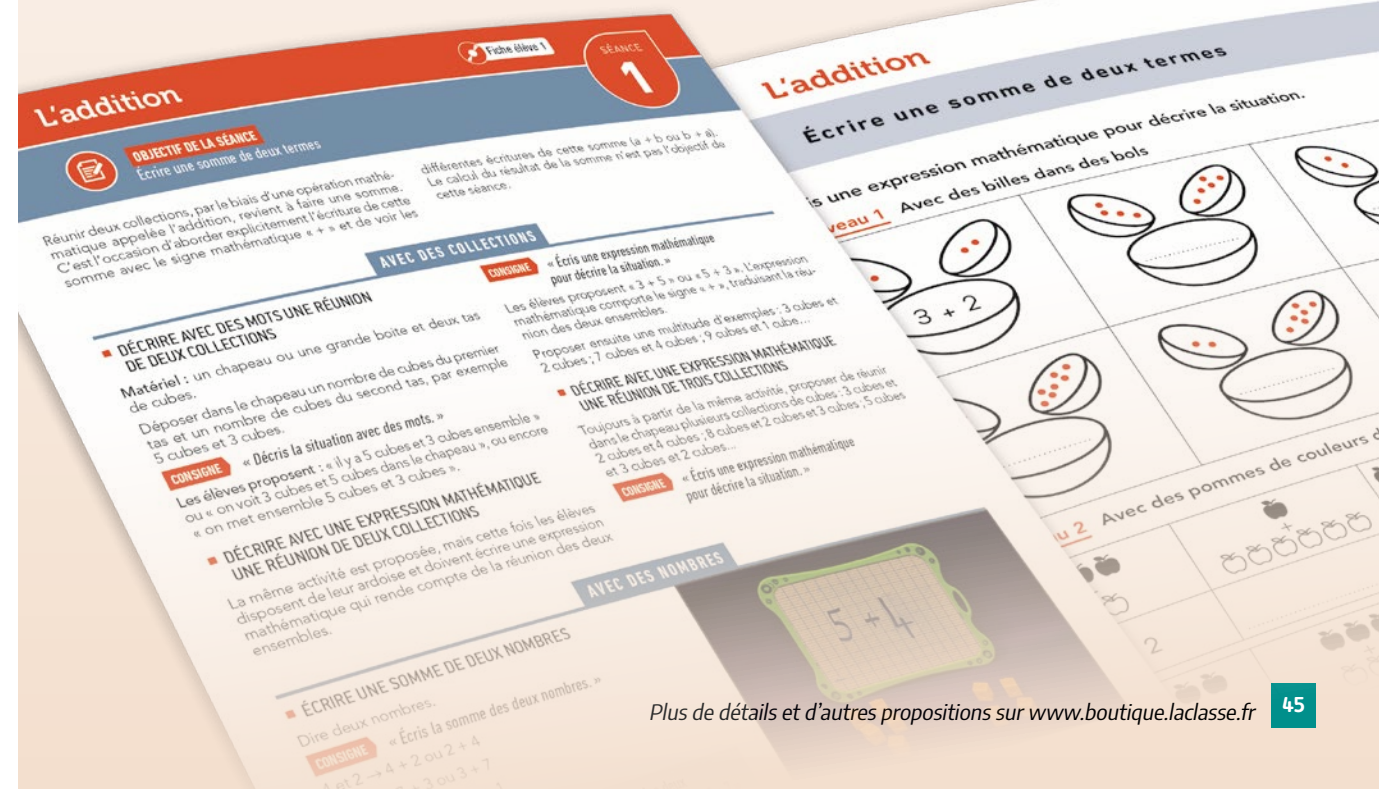 L'addition
Fiche élève 1
SÉANCE
1
OBJECTIF DE LA SÉANCE
Écrire une somme de deux termes
Réunir deux collections, par le biais d'une opération mathé-
matique appelée l'addition, revient à faire une somme.
C'est l'occasion d'aborder explicitement l'écriture de cette
somme avec le signe mathématique « + » et de voir les
différentes écritures de cette somme (a + b ou b + a).
Le calcul du résultat de la somme n'est pas l'objectif de
cette séance.
AVEC DES COLLECTIONS
DÉCRIRE AVEC DES MOTS UNE RÉUNION
DE DEUX COLLECTIONS
Matériel : un chapeau ou une grande boite et deux tas
de cubes.
Déposer dans le chapeau un nombre de cubes du premier
tas et un nombre de cubes du second tas, par exemple
5 cubes et 3 cubes.
CONSIGNE « Décris la situation avec des mots. »
Les élèves proposent : « il y a 5 cubes et 3 cubes ensemble »
ou « on voit 3 cubes et 5 cubes dans le chapeau », ou encore
« on met ensemble 5 cubes et 3 cubes ».
DÉCRIRE AVEC UNE EXPRESSION MATHÉMATIQUE
UNE RÉUNION DE DEUX COLLECTIONS
La même activité est proposée, mais cette fois les élèves
disposent de leur ardoise et doivent écrire une expression
mathématique qui rende compte de la réunion des deux
ensembles.
CONSIGNE « Écris une expression mathématique
pour décrire la situation. »
Les élèves proposent « 3 + 5 » ou « 5 + 3 ». L'expression
mathématique comporte le signe « + », traduisant la réu-
nion des deux ensembles.
Proposer ensuite une multitude d'exemples : 3 cubes et
2 cubes ; 7 cubes et 4 cubes ; 9 cubes et 1 cube…
DÉCRIRE AVEC UNE EXPRESSION MATHÉMATIQUE
UNE RÉUNION DE TROIS COLLECTIONS
Toujours à partir de la même activité, proposer de réunir
dans le chapeau plusieurs collections de cubes : 3 cubes et
2 cubes et 4 cubes ; 8 cubes et 2 cubes et 3 cubes ; 5 cubes
et 3 cubes et 2 cubes…
CONSIGNE « Écris une expression mathématique
pour décrire la situation. »
AVEC DES NOMBRES
ÉCRIRE UNE SOMME DE DEUX NOMBRES
Dire deux nombres.
CONSIGNE « Écris la somme des deux nombres. »
4 et 2 → 4 + 2 ou 2 + 4
+ 3 ou 3 + 7
5 + 4
L'addition
Écrire une somme de deux termes
s une expression mathématique pour décrire la situation.
veau 1 Avec des billes dans des bols
3 + 2
u 2 Avec des pommes de couleurs d
+
2
Plus de détails et d'autres propositions sur www.boutique.laclasse.fr
45